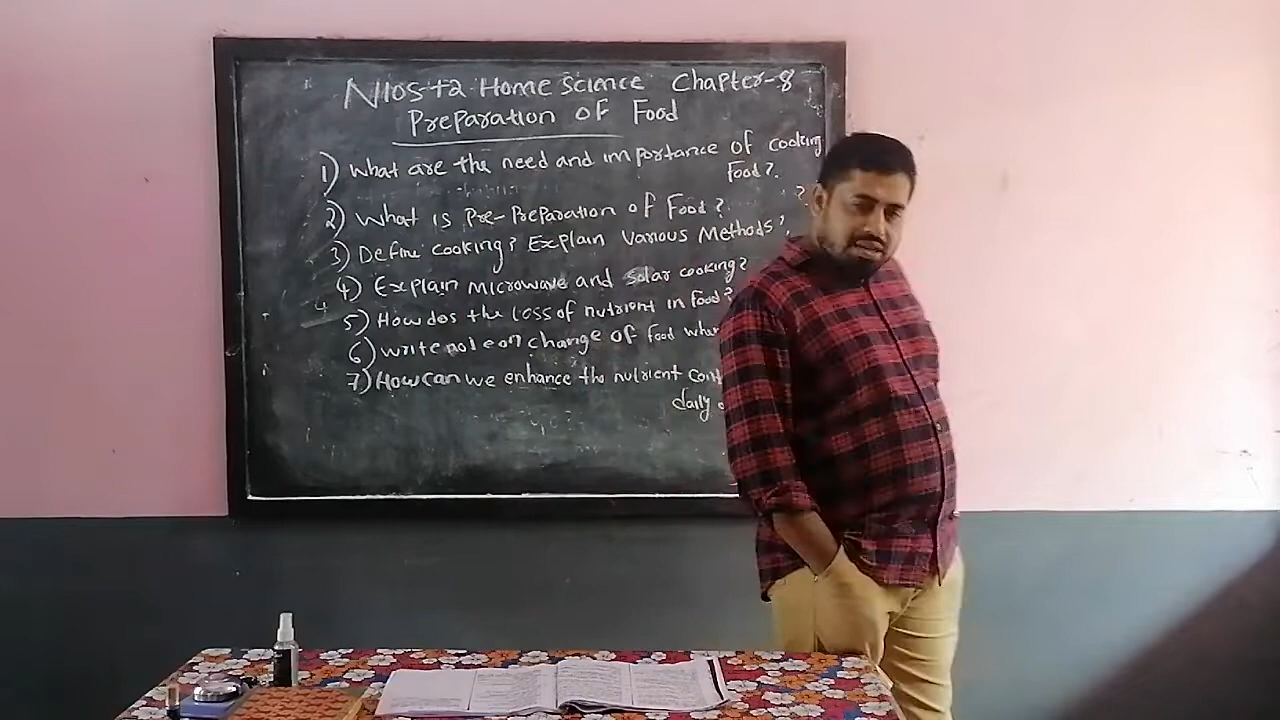 NIOS+2 Home Science Chapter-8
Preparation of Food
1) What are the need and importance of cooking
Food?
2) What is Pre-Preparation of Food?
3) Define cooking? Explain Various Methods?
4) Explain Microwave and solar cooking?
5) How dos the Loss of nutrient in Food?
6) write note on change of Food
7) How can we enhance the nutrient
daily